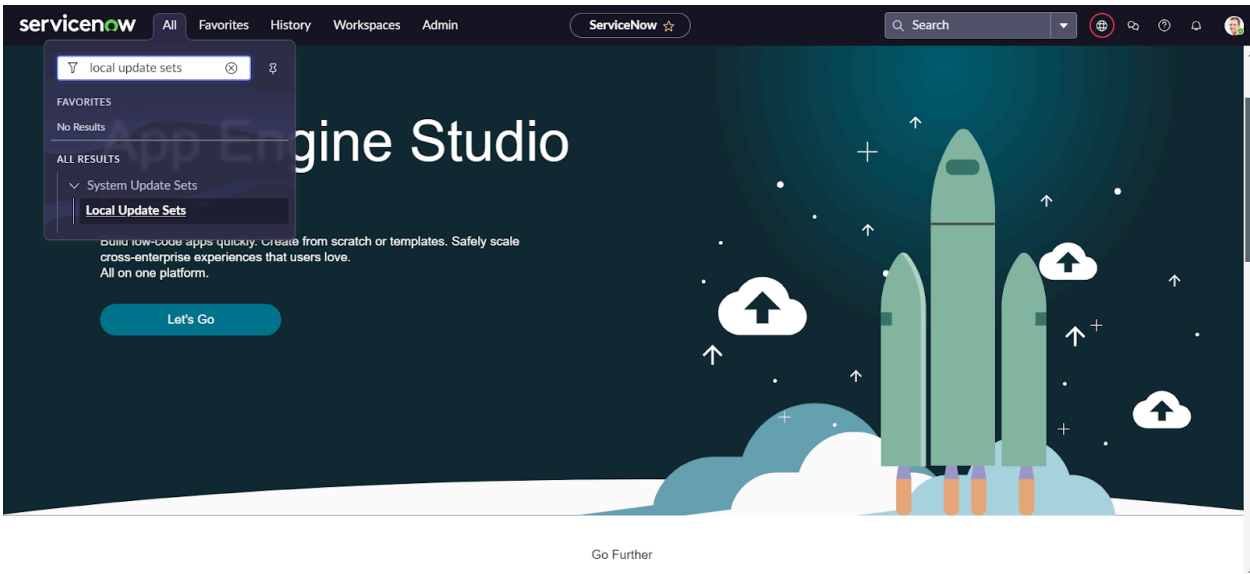 servicenow All Favorites History Workspaces Admin ServiceNow Search
local update sets
FAVORITES
No Results
App Engine Studio
ALL RESULTS
System Update Sets
Local Update Sets
Build low-code apps quickly. Create from scratch or templates. Safely scale
cross-enterprise experiences that users love.
All on one platform.
Let's Go
Go Further